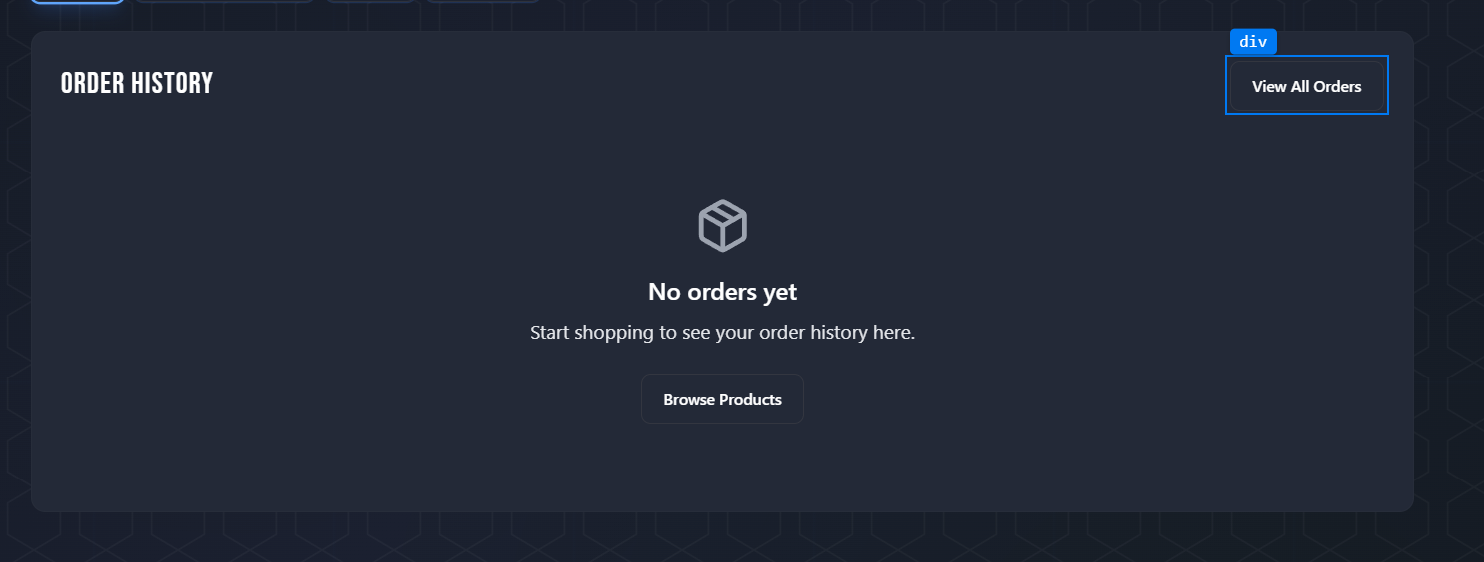 div
ORDER HISTORY
View All Orders
No orders yet
Start shopping to see your order history here.
Browse Products